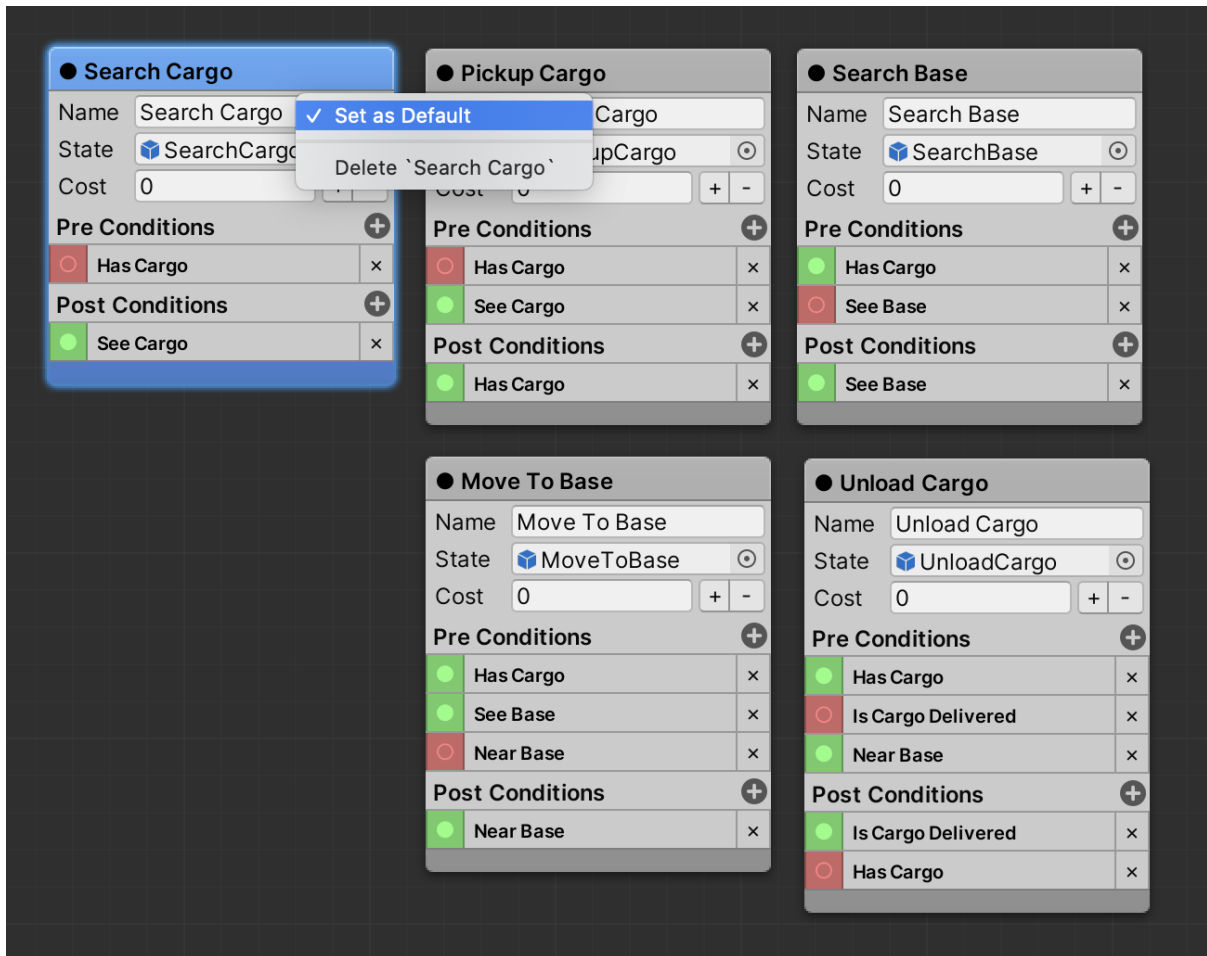 Search Cargo
Name Search Cargo
State SearchCargo
Cost 0
Pre Conditions
Has Cargo
Post Conditions
See Cargo
✓ Set as Default
Delete `Search Cargo`
Pickup Cargo
Cargo
upCargo
Cost 0 + -
Pre Conditions
Has Cargo ×
See Cargo ×
Post Conditions
Has Cargo ×
Search Base
Name Search Base
State SearchBase
Cost 0 + -
Pre Conditions
Has Cargo ×
See Base ×
Post Conditions
See Base ×
Move To Base
Name Move To Base
State MoveToBase
Cost 0 + -
Pre Conditions
Has Cargo ×
See Base ×
Near Base ×
Post Conditions
Near Base ×
Unload Cargo
Name Unload Cargo
State UnloadCargo
Cost 0 + -
Pre Conditions
Has Cargo ×
Is Cargo Delivered ×
Near Base ×
Post Conditions
Is Cargo Delivered ×
Has Cargo ×